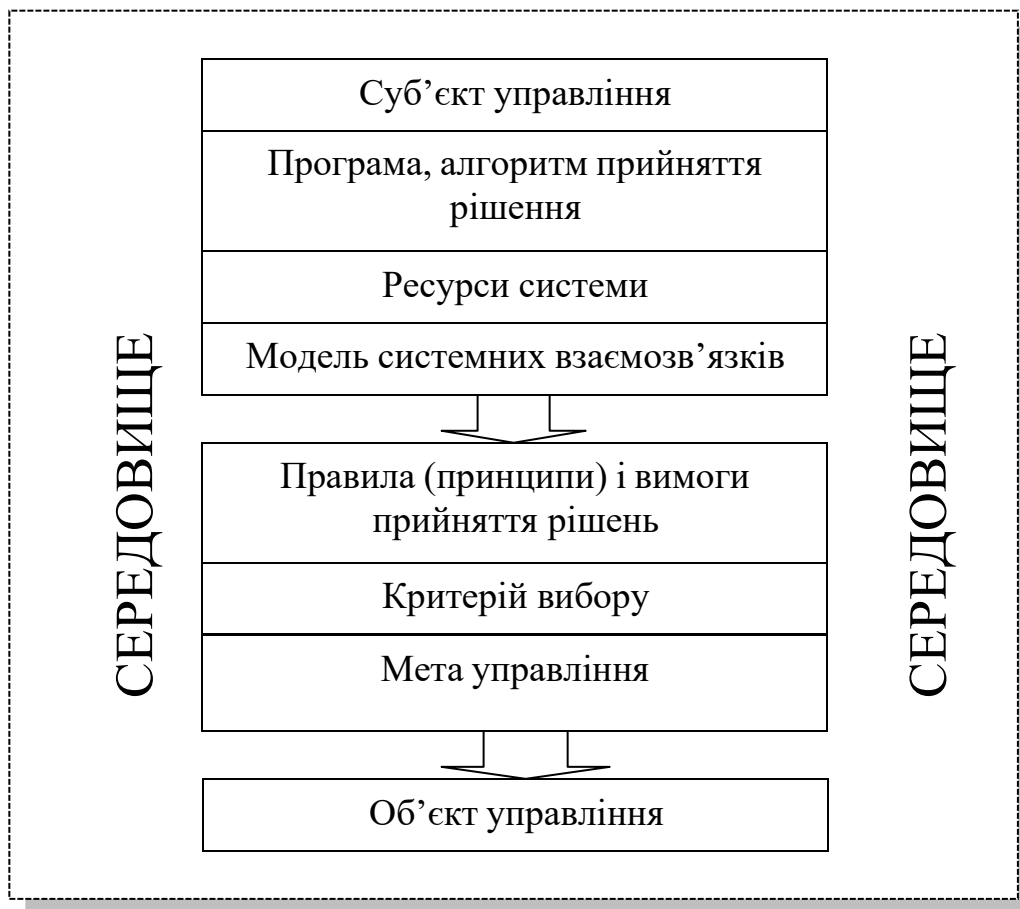 Суб’єкт управління
Програма, алгоритм прийняття
рішення
Ресурси системи
Модель системних взаємозв’язків
СЕРЕДОВИЩЕ
Правила (принципи) і вимоги
прийняття рішень
Критерій вибору
Мета управління
СЕРЕДОВИЩЕ
Об’єкт управління